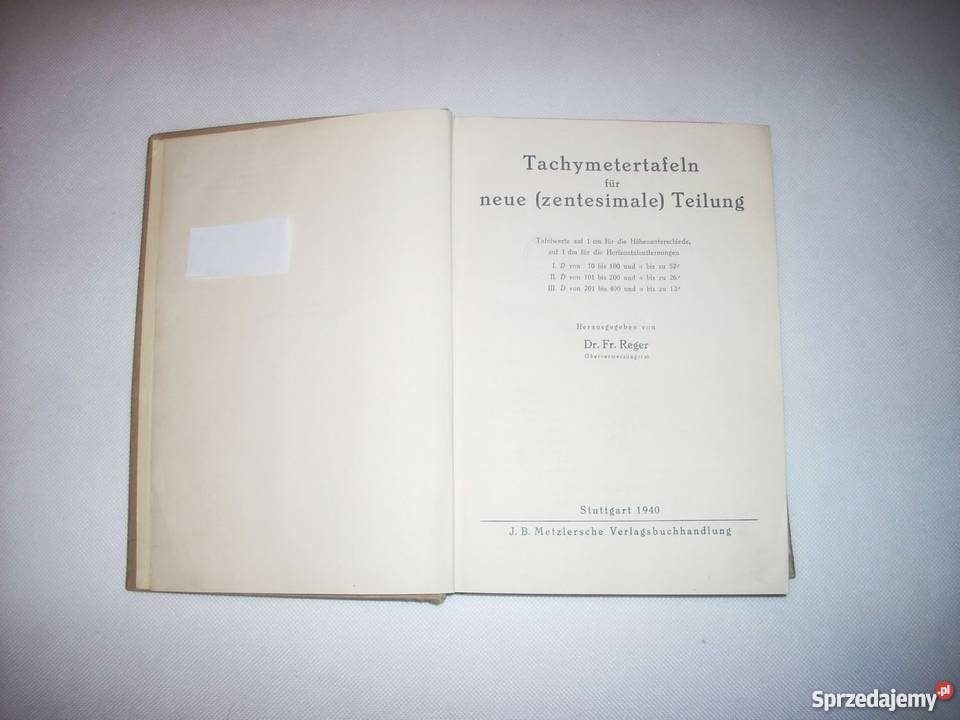 Tachymetertafeln
für
neue (zentesimale) Teilung
Tafelwerte auf 1 cm für die Höhenunterschiede,
auf 1 dm für die Horizontalentfernungen
I. D von 10 bis 100 und α bis zu 52ᵍ
II. D von 101 bis 200 und α bis zu 26ᵍ
III. D von 201 bis 400 und α bis zu 13ᵍ
Herausgegeben von
Dr. Fr. Reger
Obervermessungsrat
Stuttgart 1940
J. B. Metzlersche Verlagsbuchhandlung
Sprzedajemy.pl